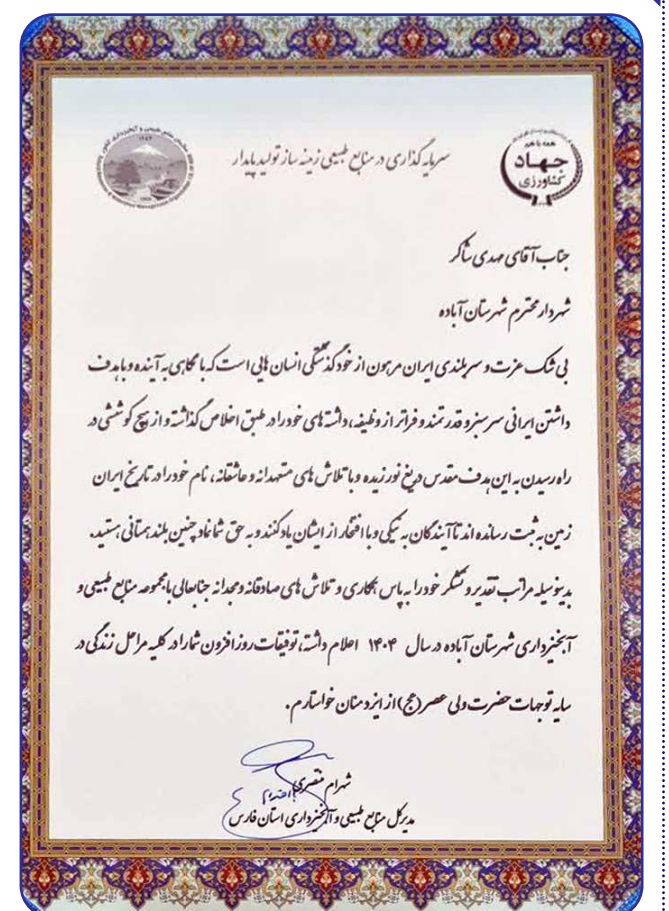 همه با هم
جهاد
کشاورزی
سرمایه گذاری در منابع طبیعی زمینه ساز تولید پایدار
جناب آقای مهدی شاکر
شهردار محترم شهرستان آباده
بی شک عزت و سربلندی ایران مرهون از خودگذشتگی انسان هایی است که با نگاهی به آینده و با هدف
داشتن ایرانی سرسبز و قدرتمند و فراتر از وظیفه، داشته های خود را در طبق اخلاص گذاشته و از هیچ کوششی در
راه رسیدن به این هدف مقدس دریغ نورزیده و با تلاش های متعهدانه و عاشقانه، نام خود را در تاریخ ایران
زمین به ثبت رسانده اند تا آیندگان به نیکی و با افتخار از ایشان یاد کنند و به حق شما نماد چنین بلند همتانی هستید.
بدینوسیله مراتب تقدیر و تشکر خود را به پاس همکاری و تلاش های صادقانه و مجدانه جنابعالی با مجموعه منابع طبیعی و
آبخیزداری شهرستان آباده در سال ۱۴۰۴ اعلام داشته، توفیقات روز افزون شما را در کلیه مراحل زندگی در
سایه توجهات حضرت ولی عصر (عج) از ایزد منان خواستارم.
شهرام منصری
مدیرکل منابع طبیعی و آبخیزداری استان فارس